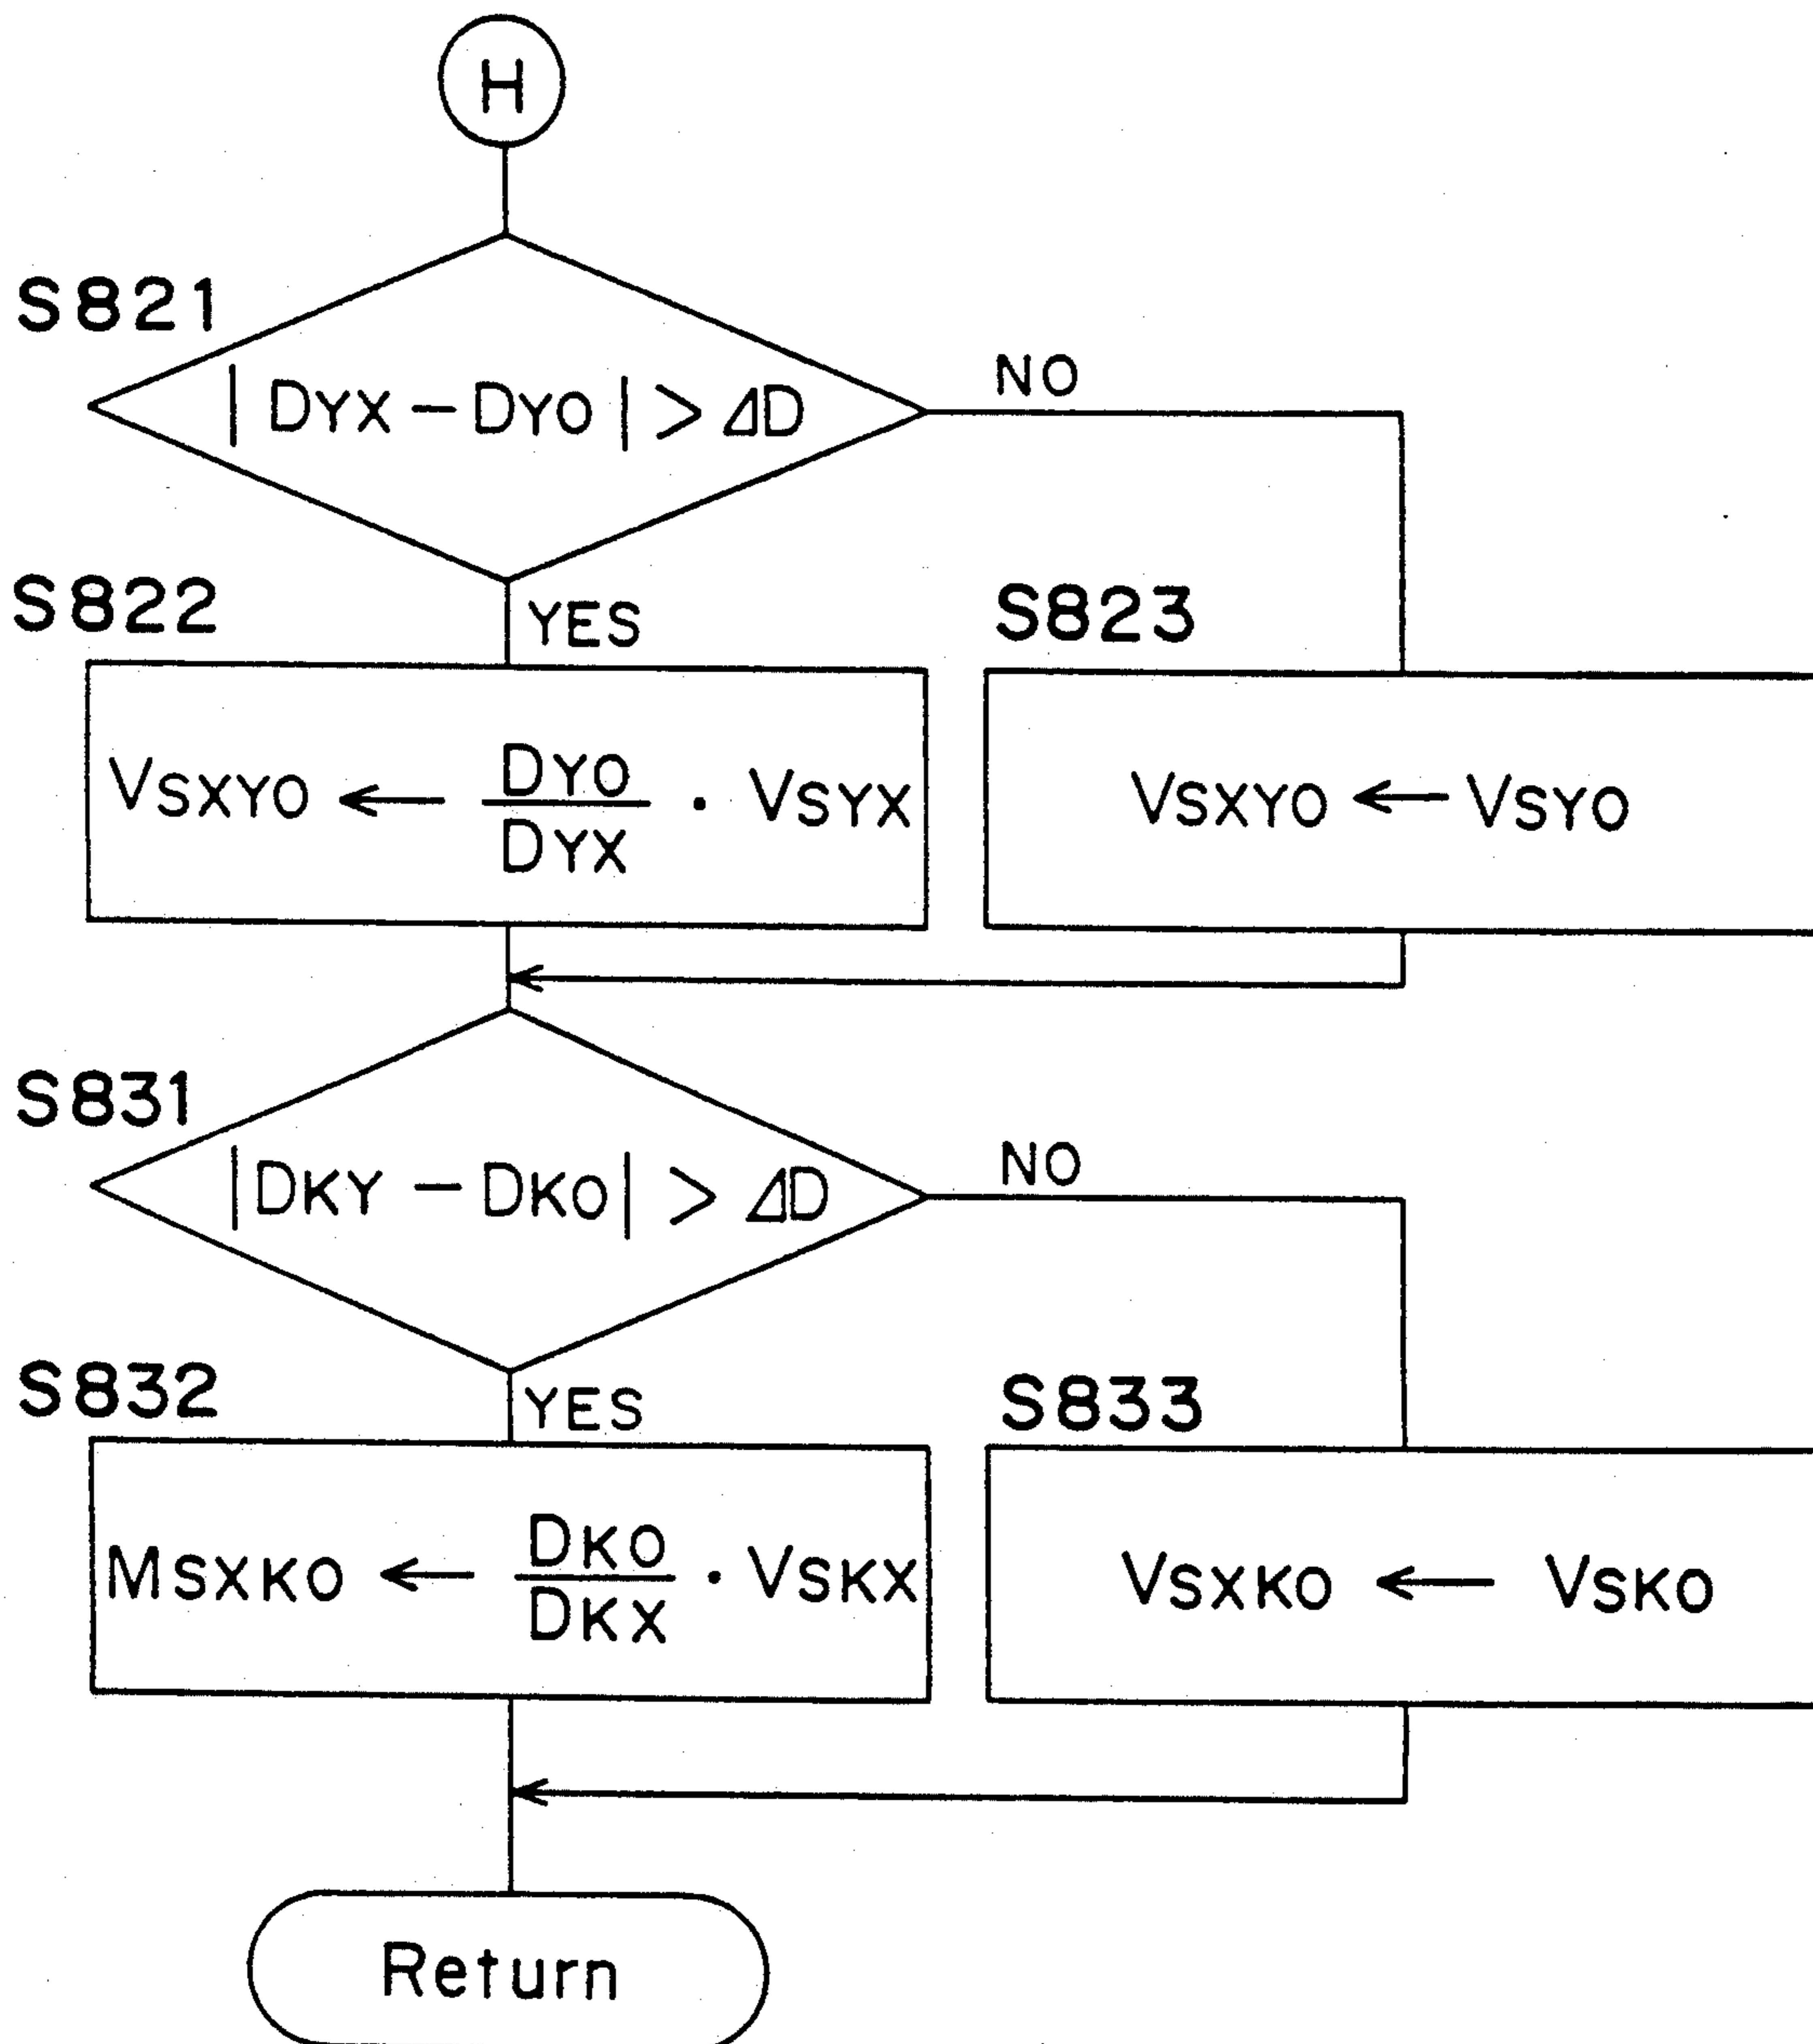 H
S821
| DYX − DYO | > ΔD
NO
YES
S822
VSXYO ← DYO / DYX · VSYX
S823
VSXYO ← VSYO
S831
| DKY − DKO | > ΔD
NO
YES
S832
MSXKO ← DKO / DKX · VSKX
S833
VSXKO ← VSKO
Return